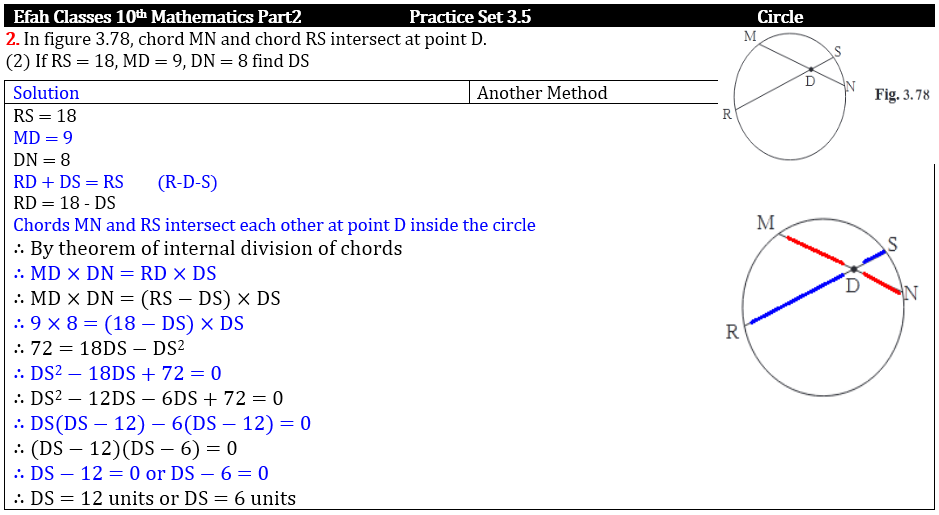 Efah Classes 10th Mathematics Part2 Practice Set 3.5 Circle
2. In figure 3.78, chord MN and chord RS intersect at point D.
(2) If RS = 18, MD = 9, DN = 8 find DS
Solution
Another Method
RS = 18
MD = 9
DN = 8
RD + DS = RS (R-D-S)
RD = 18 - DS
Chords MN and RS intersect each other at point D inside the circle
∴ By theorem of internal division of chords
∴ MD × DN = RD × DS
∴ MD × DN = (RS − DS) × DS
∴ 9 × 8 = (18 − DS) × DS
∴ 72 = 18DS − DS²
∴ DS² − 18DS + 72 = 0
∴ DS² − 12DS − 6DS + 72 = 0
∴ DS(DS − 12) − 6(DS − 12) = 0
∴ (DS − 12)(DS − 6) = 0
∴ DS − 12 = 0 or DS − 6 = 0
∴ DS = 12 units or DS = 6 units
M
S
D
N
R
Fig. 3.78
M
S
D
N
R